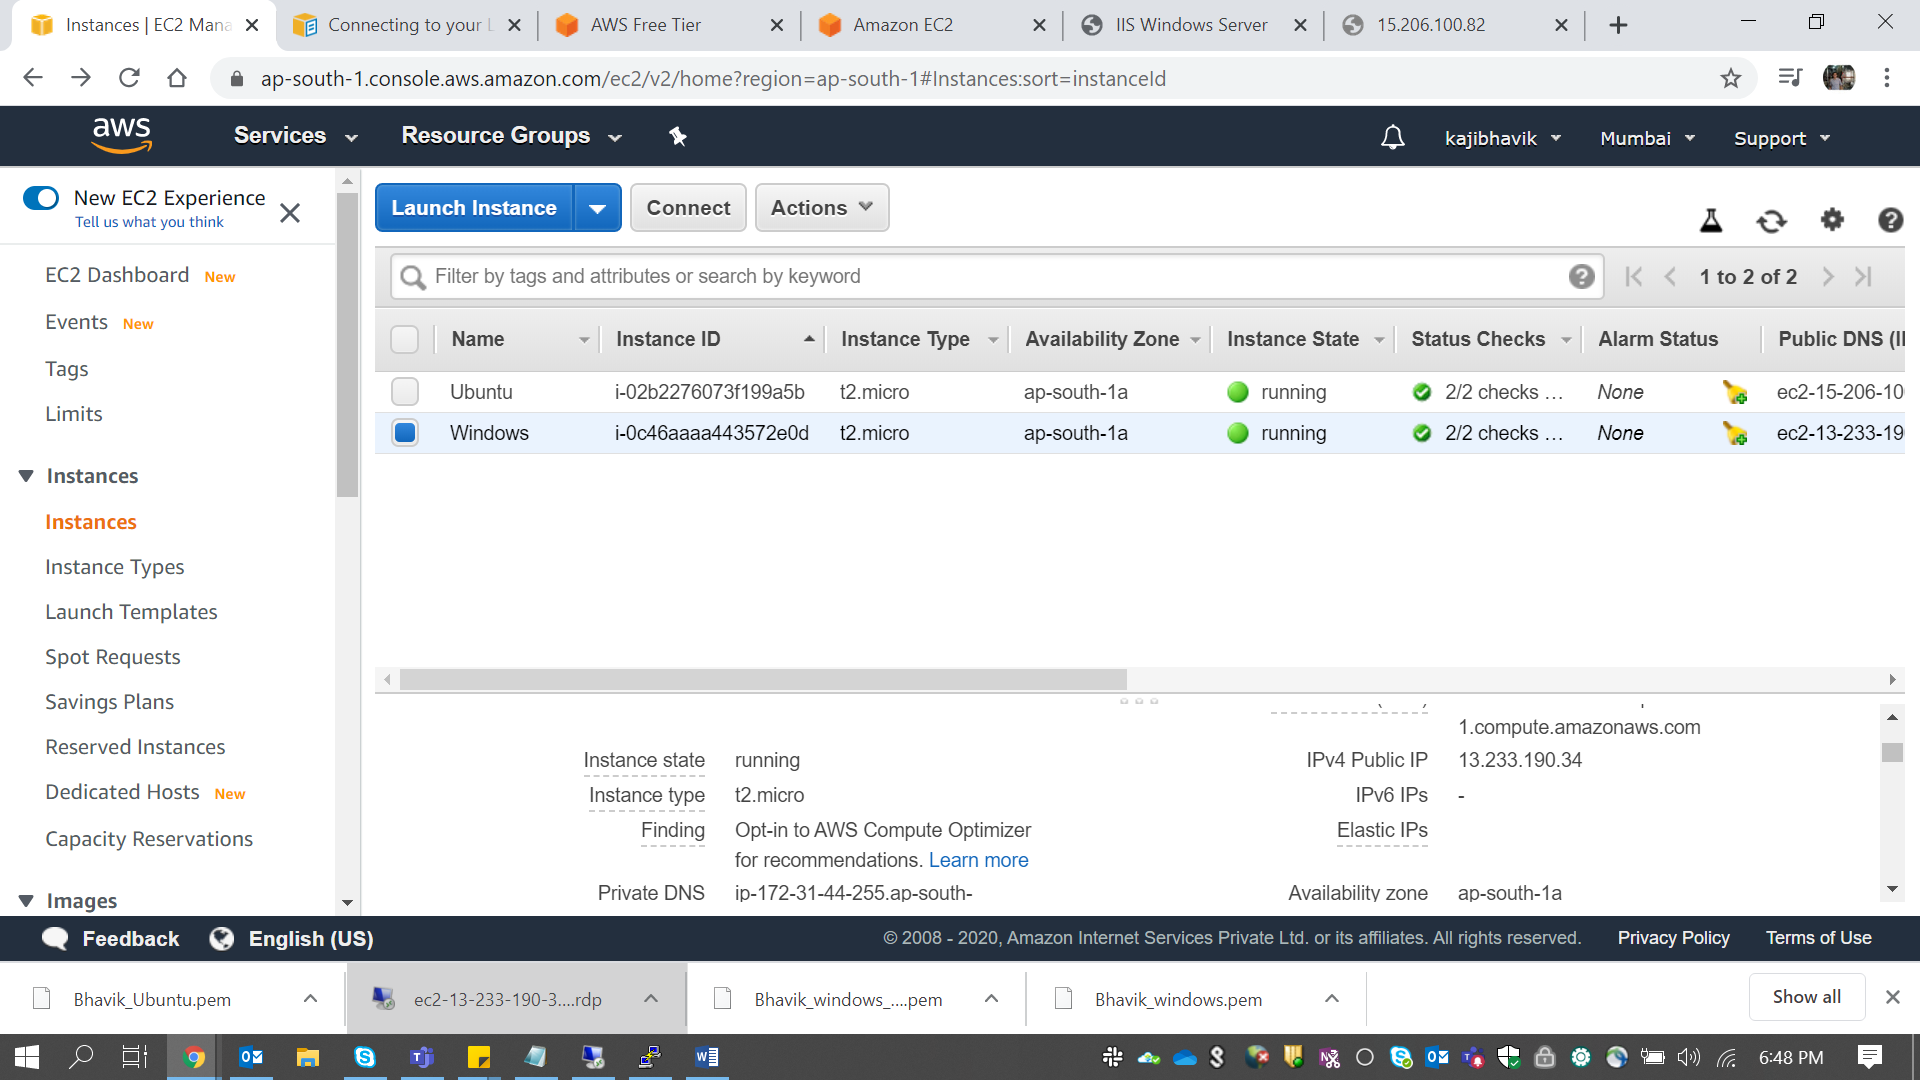 Instances | EC2 Mana
Connecting to your L
AWS Free Tier
Amazon EC2
IIS Windows Server
15.206.100.82
ap-south-1.console.aws.amazon.com/ec2/v2/home?region=ap-south-1#Instances:sort=instanceId
aws
Services
Resource Groups
kajibhavik
Mumbai
Support
New EC2 Experience
Tell us what you think
EC2 Dashboard New
Events New
Tags
Limits
Instances
Instances
Instance Types
Launch Templates
Spot Requests
Savings Plans
Reserved Instances
Dedicated Hosts New
Capacity Reservations
Images
Launch Instance
Connect
Actions
Filter by tags and attributes or search by keyword
1 to 2 of 2
Name Instance ID Instance Type Availability Zone Instance State Status Checks Alarm Status Public DNS (I
Ubuntu i-02b2276073f199a5b t2.micro ap-south-1a running 2/2 checks ... None ec2-15-206-10
Windows i-0c46aaaa443572e0d t2.micro ap-south-1a running 2/2 checks ... None ec2-13-233-19
1.compute.amazonaws.com
Instance state running IPv4 Public IP 13.233.190.34
Instance type t2.micro IPv6 IPs -
Finding Opt-in to AWS Compute Optimizer Elastic IPs
for recommendations. Learn more
Private DNS ip-172-31-44-255.ap-south- Availability zone ap-south-1a
Feedback
English (US)
© 2008 - 2020, Amazon Internet Services Private Ltd. or its affiliates. All rights reserved.
Privacy Policy
Terms of Use
Bhavik_Ubuntu.pem
ec2-13-233-190-3....rdp
Bhavik_windows_....pem
Bhavik_windows.pem
Show all
6:48 PM